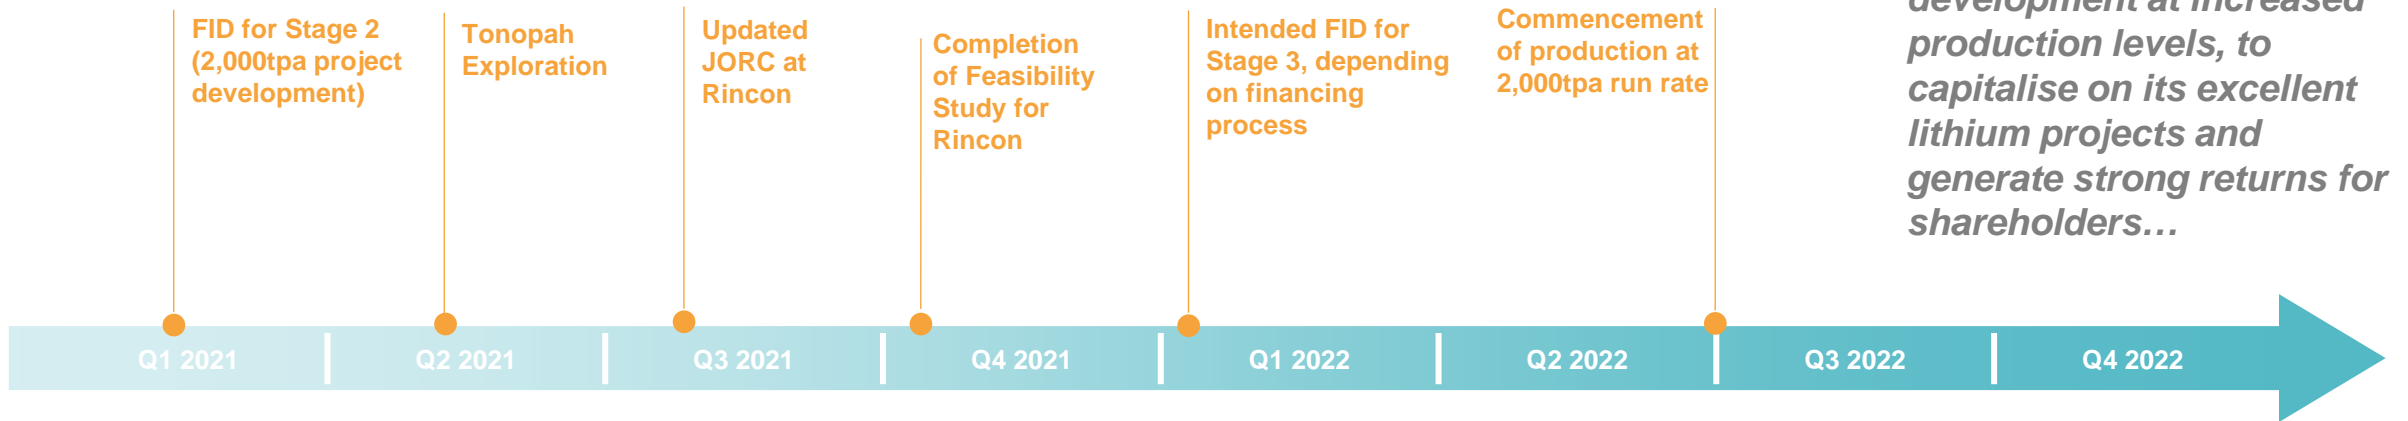 FID for Stage 2
(2,000tpa project
development)
Tonopah
Exploration
Updated
JORC at
Rincon
Completion
of Feasibility
Study for
Rincon
Intended FID for
Stage 3, depending
on financing
process
Commencement
of production at
2,000tpa run rate
development at increased
production levels, to
capitalise on its excellent
lithium projects and
generate strong returns for
shareholders…
Q1 2021
Q2 2021
Q3 2021
Q4 2021
Q1 2022
Q2 2022
Q3 2022
Q4 2022